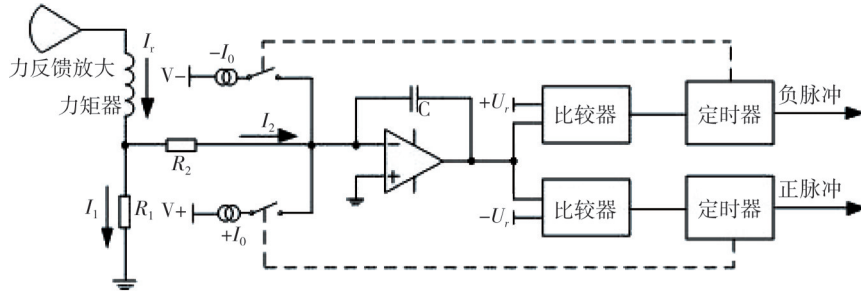 力反馈放大
力矩器
I_r
V−
−I_0
I_2
R_2
I_1
R_1
V+
+I_0
C
−
+
+U_r
−U_r
比较器
定时器
负脉冲
比较器
定时器
正脉冲